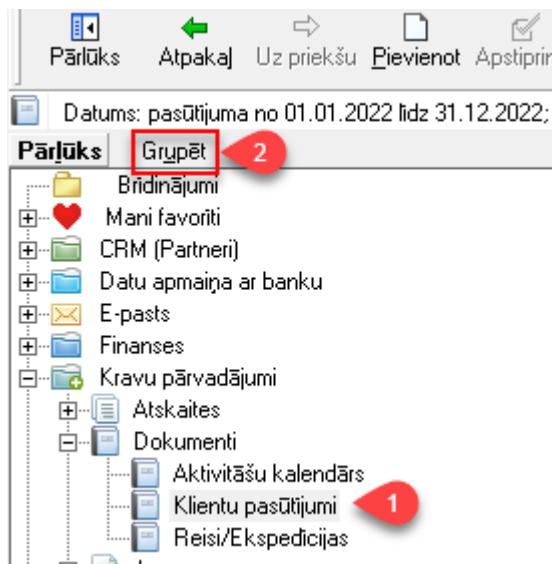 Pārlūks Atpakaļ Uz priekšu Pievienot Apstiprin
Datums: pasūtījuma no 01.01.2022 līdz 31.12.2022;
Pārlūks Grupēt 2
Brīdinājumi
Mani favorīti
CRM (Partneri)
Datu apmaiņa ar banku
E-pasts
Finanses
Kravu pārvadājumi
Atskaites
Dokumenti
Aktivitāšu kalendārs
Klientu pasūtījumi 1
Reisi/Ekspedīcijas